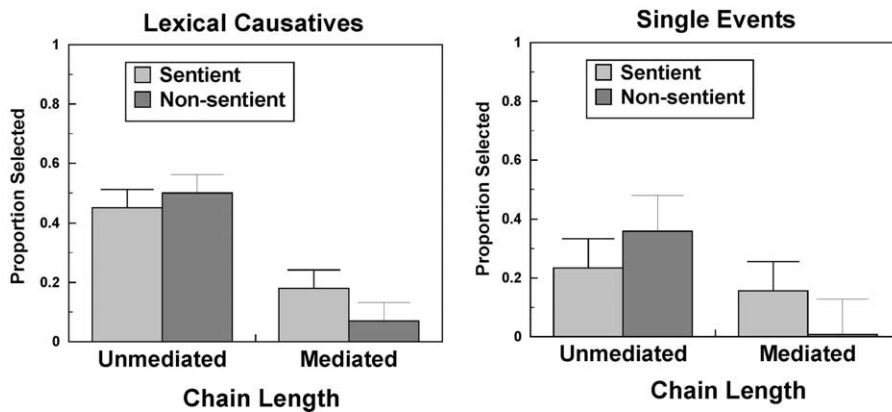 Lexical Causatives
Proportion Selected
1
0.8
0.6
0.4
0.2
0
Sentient
Non-sentient
Unmediated Mediated
Chain Length
Single Events
Proportion Selected
1
0.8
0.6
0.4
0.2
0
Sentient
Non-sentient
Unmediated Mediated
Chain Length